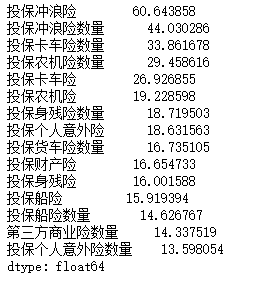 投保冲浪险 60.643858
投保冲浪险数量 44.030286
投保卡车险数量 33.861678
投保农机险数量 29.458616
投保卡车险 26.926855
投保农机险 19.228598
投保身残险数量 18.719503
投保个人意外险 18.631563
投保货车险数量 16.735105
投保财产险 16.654733
投保身残险 16.001588
投保船险 15.919394
投保船险数量 14.626767
第三方商业险数量 14.337519
投保个人意外险数量 13.598054
dtype: float64